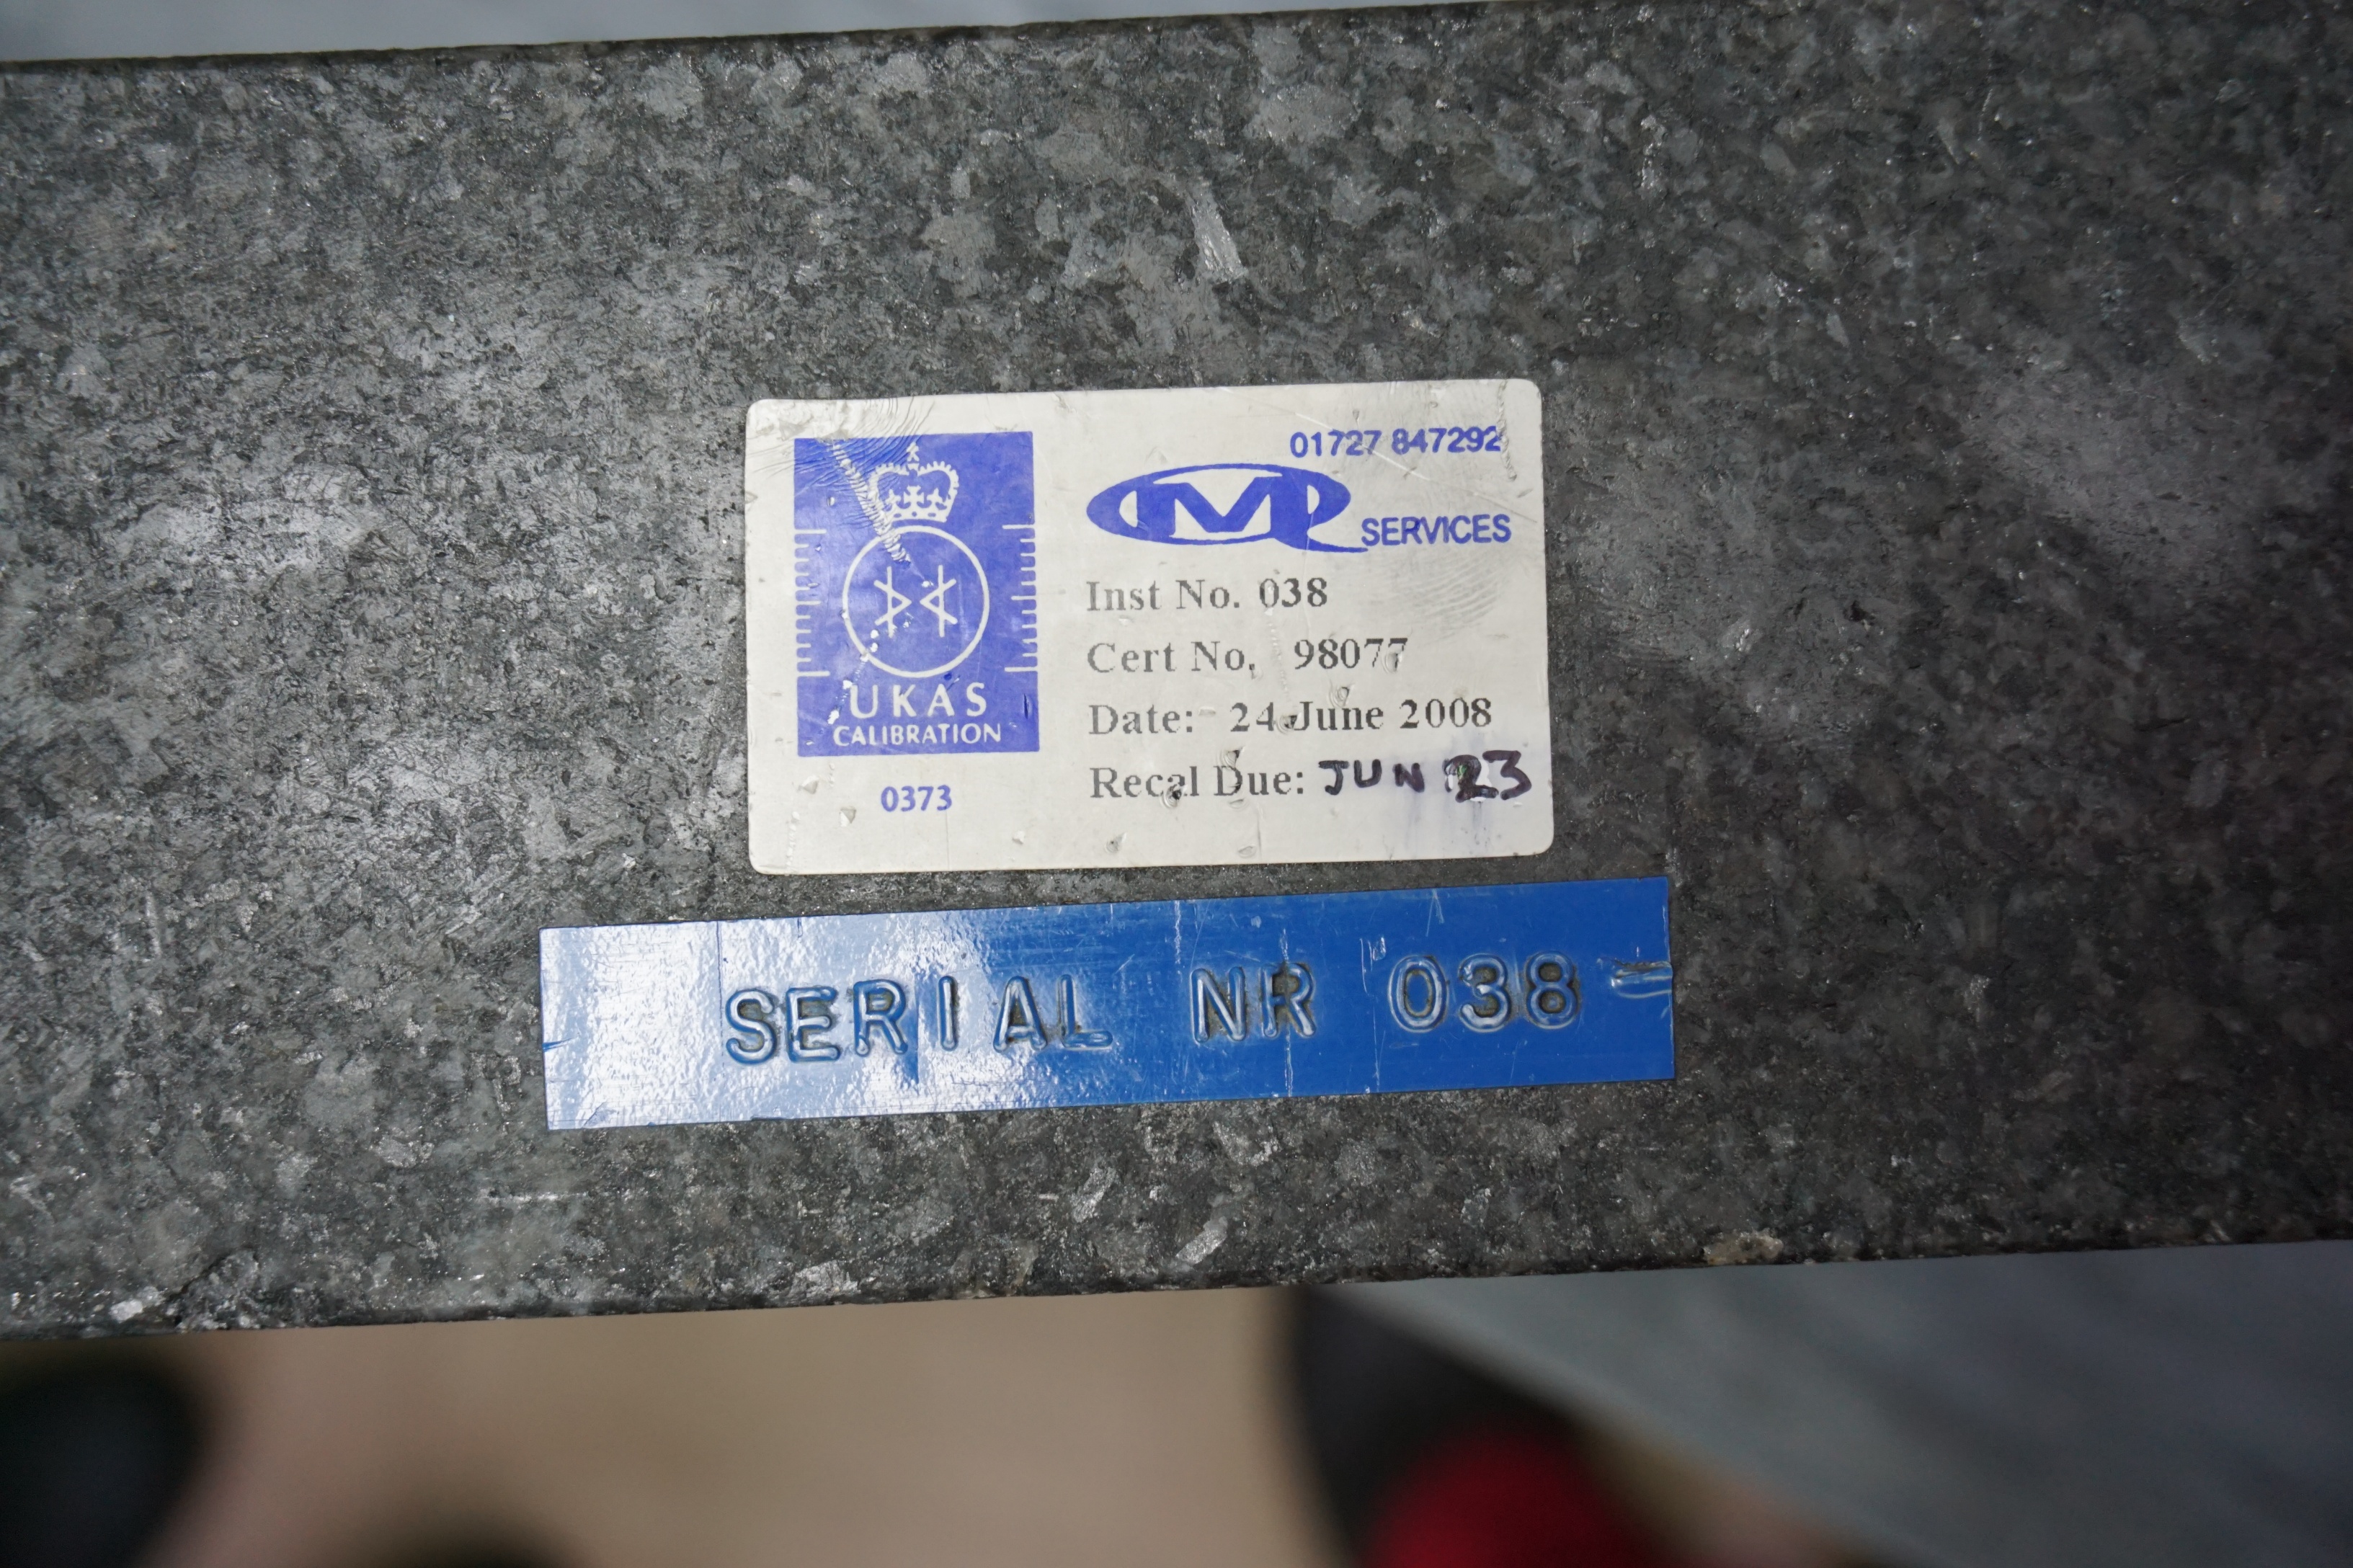 01727 847292
SERVICES
Inst No. 038
Cert No, 98077
Date:- 24 June 2008
Recal Due: JUN 23
UKAS
CALIBRATION
0373
SERIAL NR 038